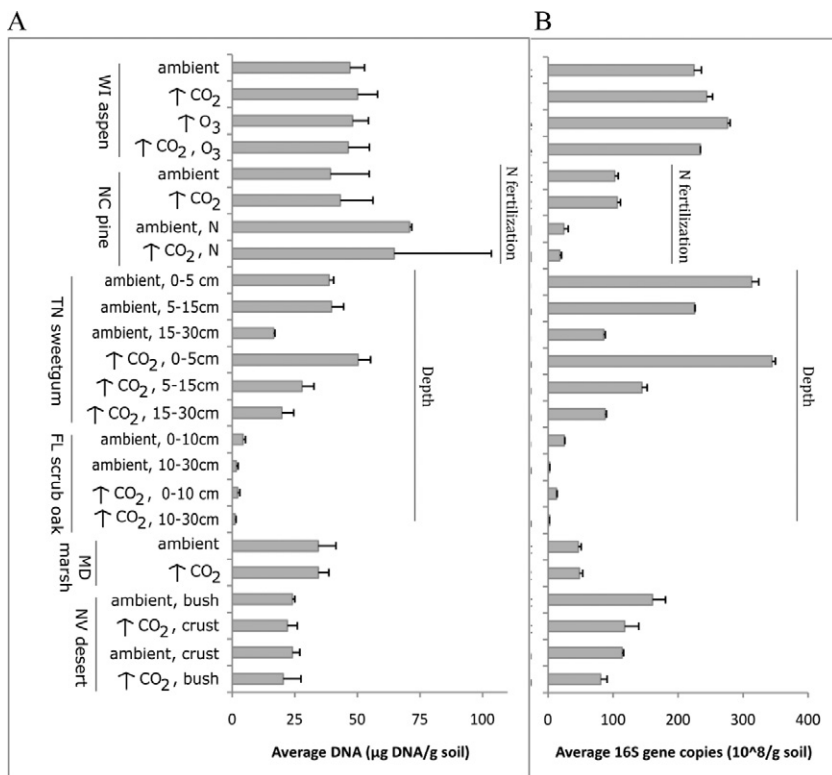 A
B
WI aspen
ambient
↑ CO2
↑ O3
↑ CO2, O3
NC pine
ambient
↑ CO2
ambient, N
↑ CO2, N
N fertilization
TN sweetgum
ambient, 0-5 cm
ambient, 5-15cm
ambient, 15-30cm
↑ CO2, 0-5cm
↑ CO2, 5-15cm
↑ CO2, 15-30cm
FL scrub oak
ambient, 0-10cm
ambient, 10-30cm
↑ CO2, 0-10 cm
↑ CO2, 10-30cm
Depth
MD
marsh
ambient
↑ CO2
NV desert
ambient, bush
↑ CO2, crust
ambient, crust
↑ CO2, bush
0 25 50 75 100
Average DNA (µg DNA/g soil)
N fertilization
Depth
0 100 200 300 400
Average 16S gene copies (10^8/g soil)